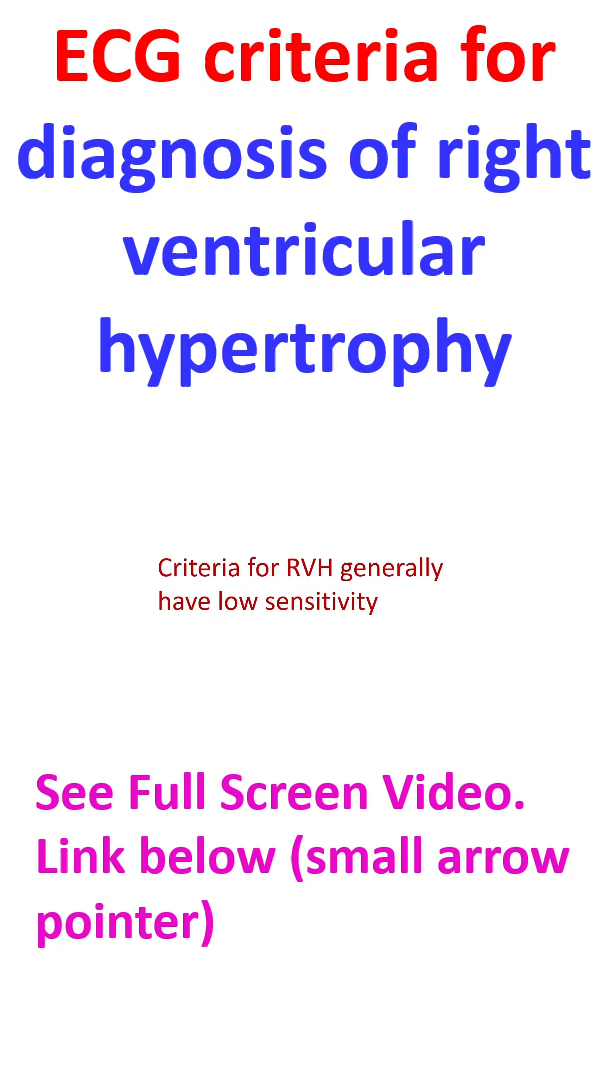 ECG criteria for
diagnosis of right
ventricular
hypertrophy
Criteria for RVH generally
have low sensitivity
See Full Screen Video.
Link below (small arrow
pointer)